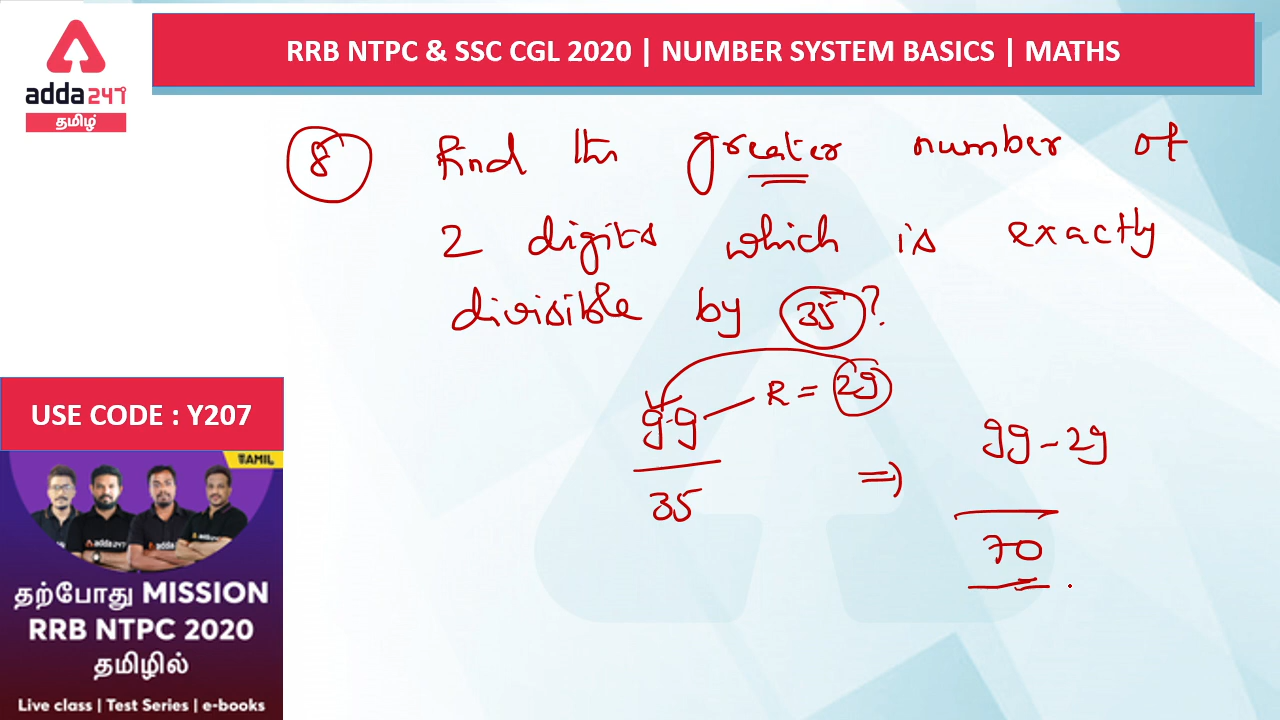 RRB NTPC & SSC CGL 2020 | NUMBER SYSTEM BASICS | MATHS
adda247
தமிழ்
8 Find the greater number of
2 digits which is exactly
divisible by 35?
99 — R = 29
35
=> 99 - 29
70
USE CODE : Y207
TAMIL
தற்போது MISSION
RRB NTPC 2020
தமிழில்
Live class | Test Series | e-books